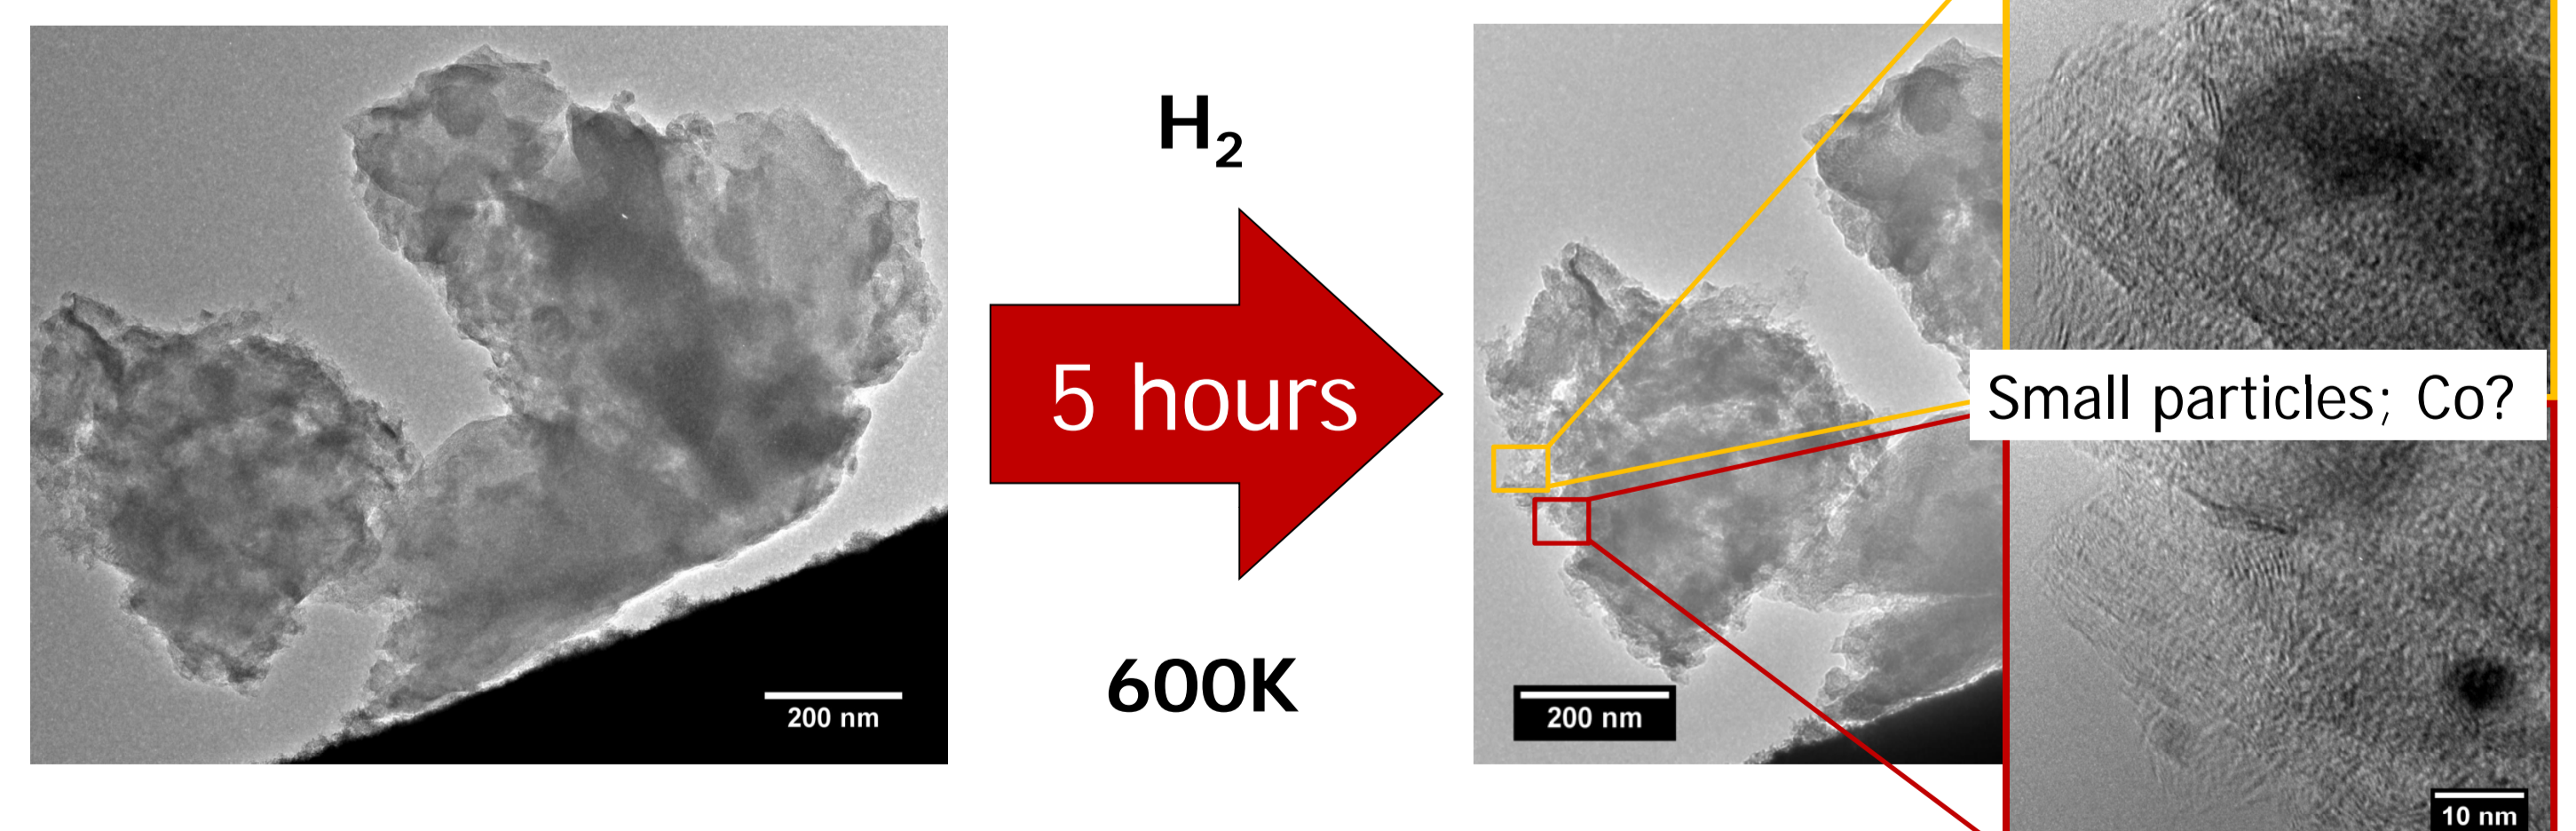 H₂
5 hours
600K
200 nm
200 nm
Small particles; Co?
10 nm